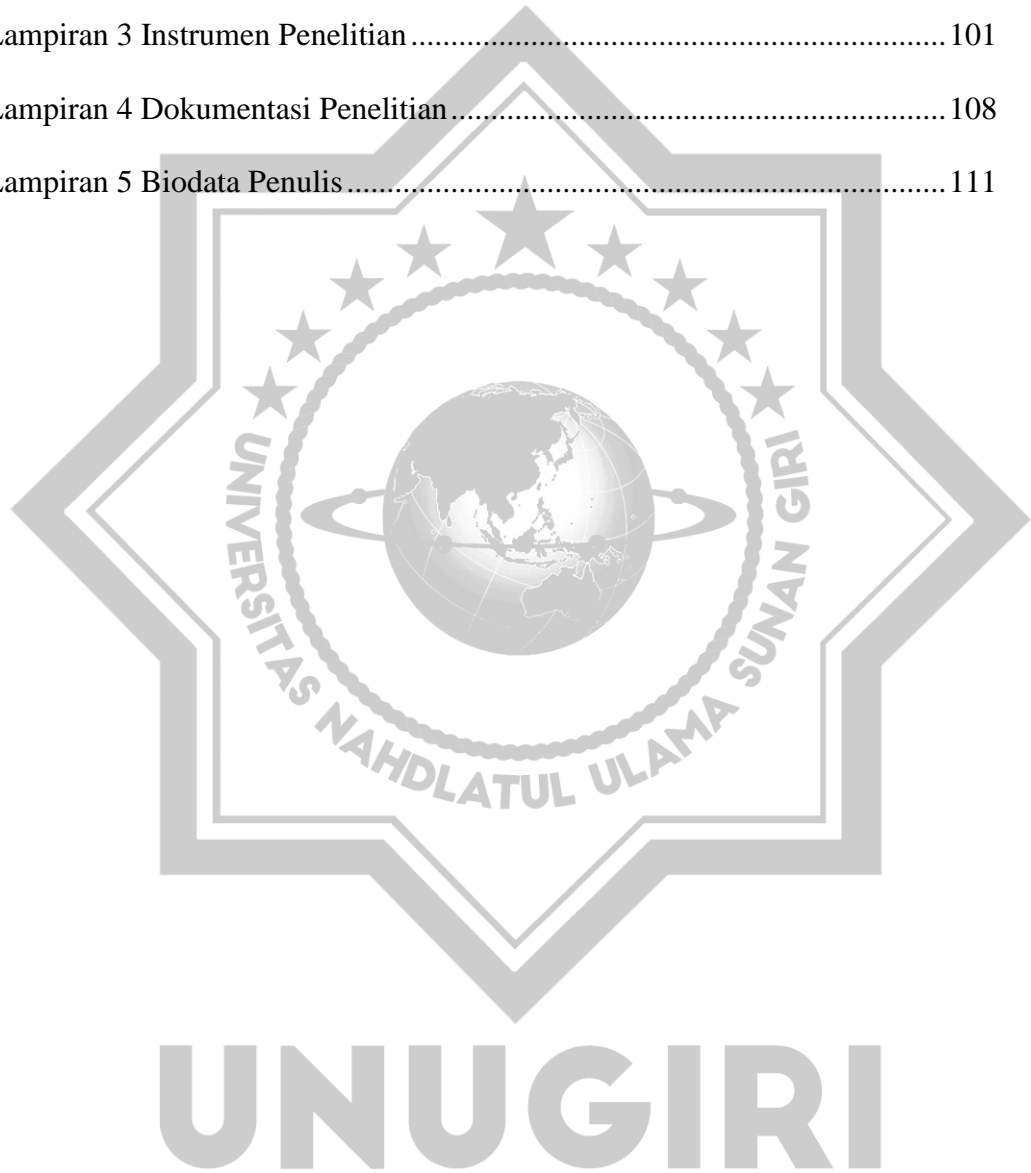 Lampiran 3 Instrumen Penelitian.................................................................... 101
Lampiran 4 Dokumentasi Penelitian............................................................... 108
Lampiran 5 Biodata Penulis............................................................................ 111
UNIVERSITAS NAHDLATUL ULAMA SUNAN GIRI
UNUGIRI